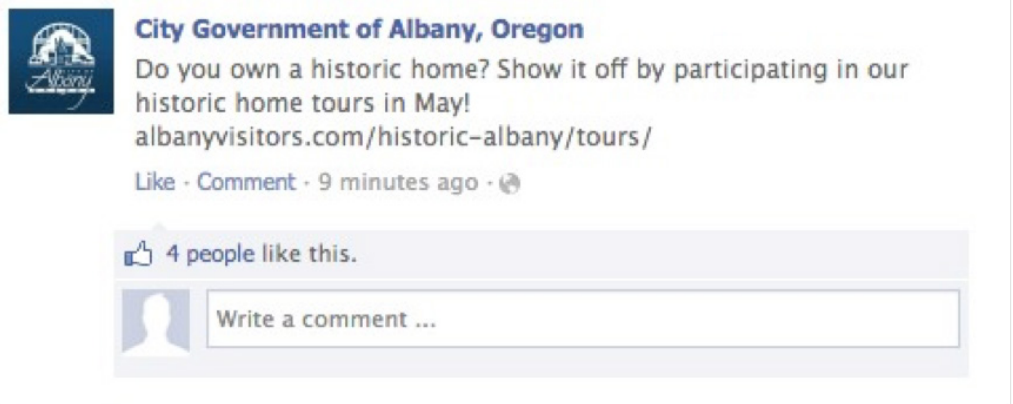 City Government of Albany, Oregon
Do you own a historic home? Show it off by participating in our
historic home tours in May!
albanyvisitors.com/historic-albany/tours/
Like · Comment · 9 minutes ago ·
4 people like this.
Write a comment ...
Albany